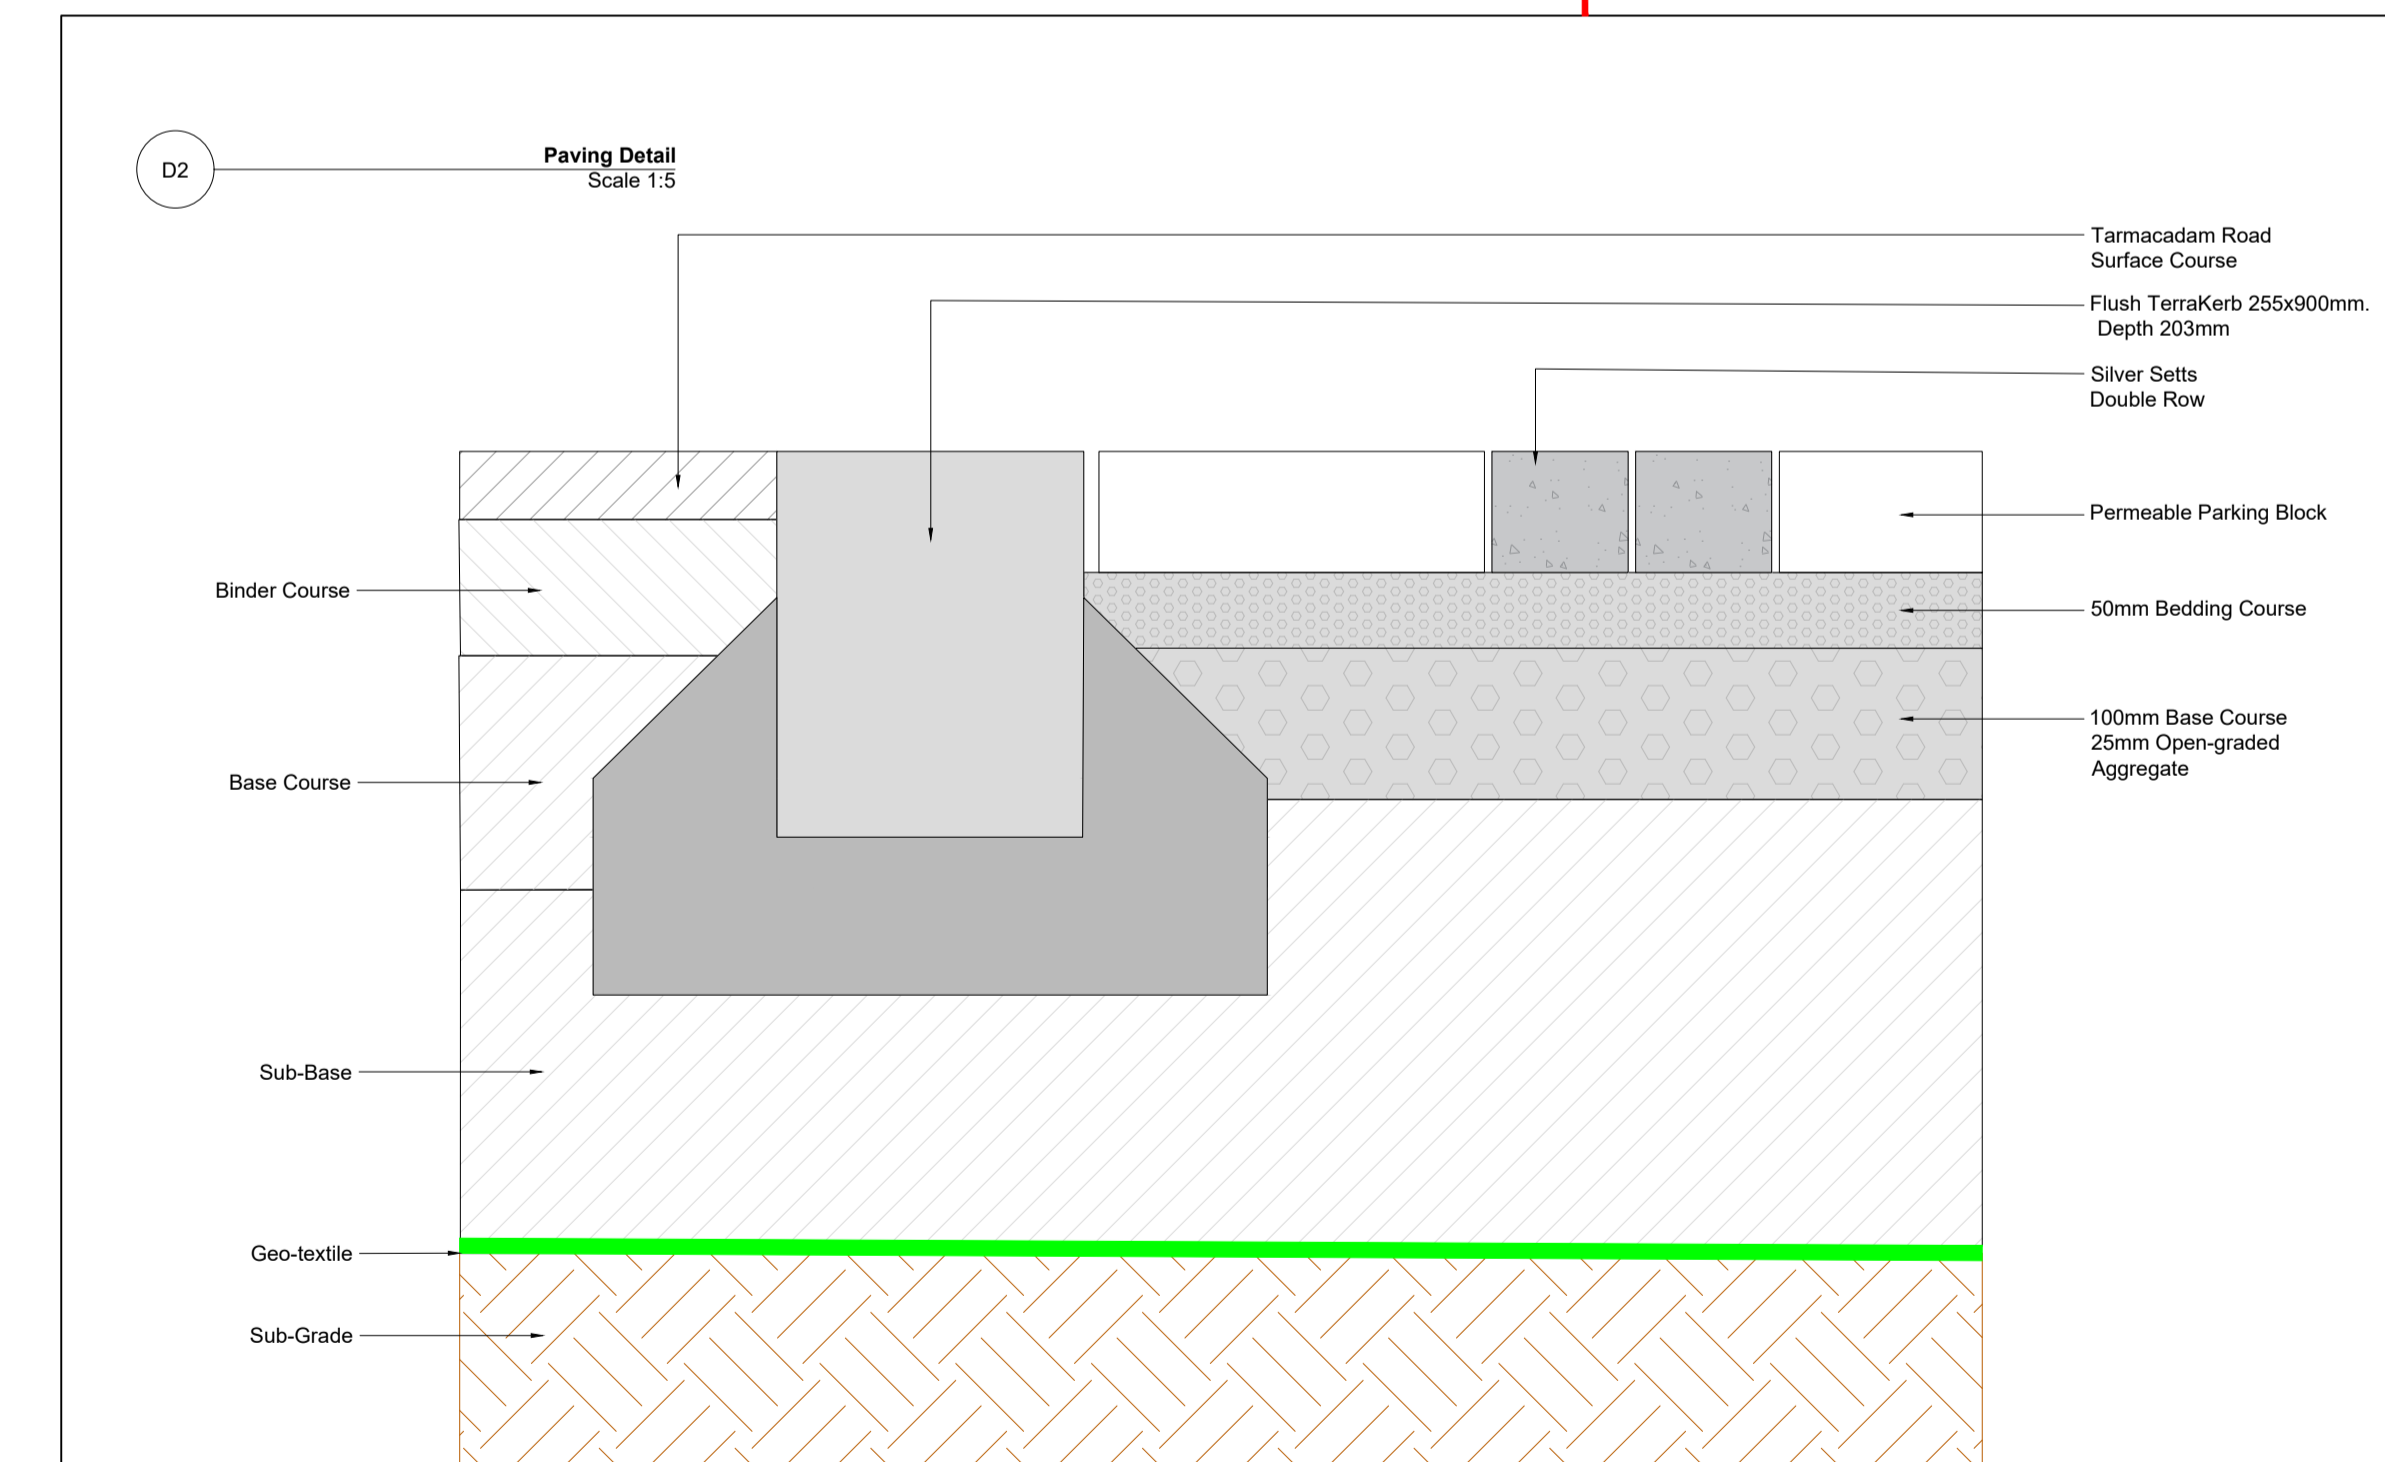 D2
Paving Detail
Scale 1:5
Tarmacadam Road
Surface Course
Flush TerraKerb 255x900mm.
Depth 203mm
Silver Setts
Double Row
Permeable Parking Block
Binder Course
50mm Bedding Course
100mm Base Course
25mm Open-graded
Aggregate
Base Course
Sub-Base
Geo-textile
Sub-Grade